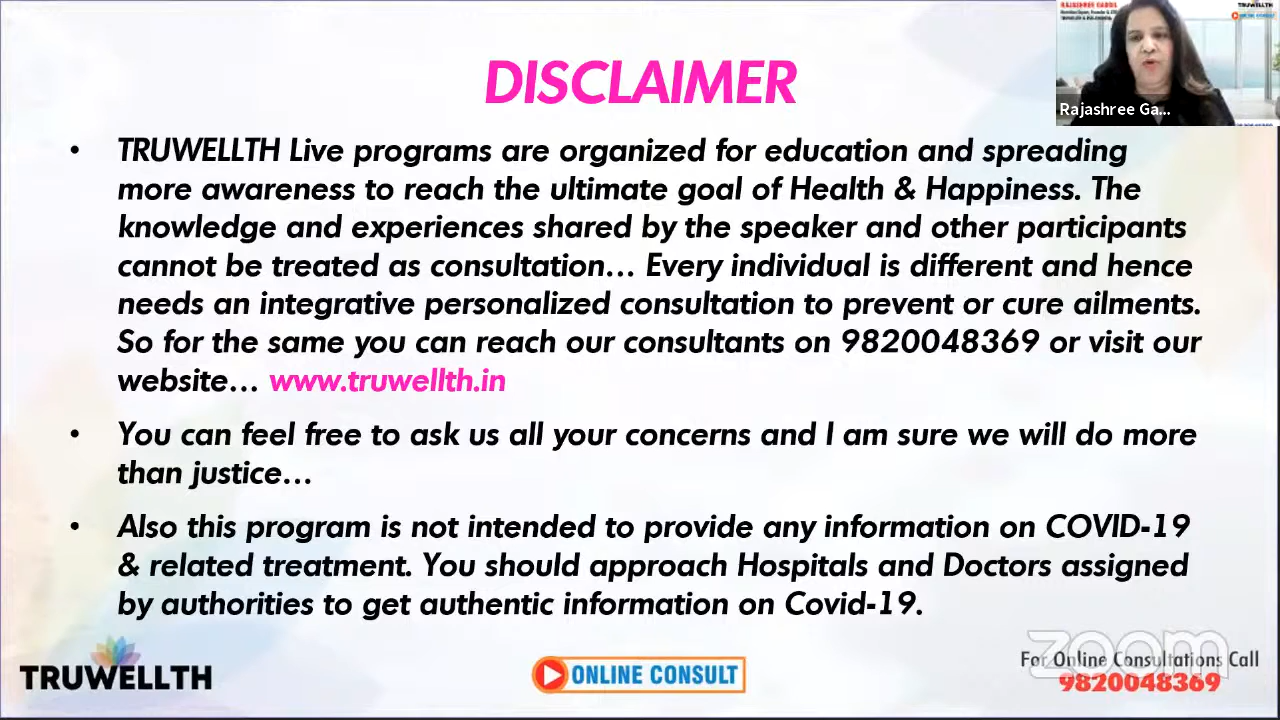 DISCLAIMER
• TRUWELLTH Live programs are organized for education and spreading
more awareness to reach the ultimate goal of Health & Happiness. The
knowledge and experiences shared by the speaker and other participants
cannot be treated as consultation... Every individual is different and hence
needs an integrative personalized consultation to prevent or cure ailments.
So for the same you can reach our consultants on 9820048369 or visit our
website... www.truwellth.in
• You can feel free to ask us all your concerns and I am sure we will do more
than justice...
• Also this program is not intended to provide any information on COVID-19
& related treatment. You should approach Hospitals and Doctors assigned
by authorities to get authentic information on Covid-19.
RAJASHREE GADGIL
TRUWELLTH
ONLINE CONSULT
Rajashree Ga...
TRUWELLTH
ONLINE CONSULT
zoom
For Online Consultations Call
9820048369